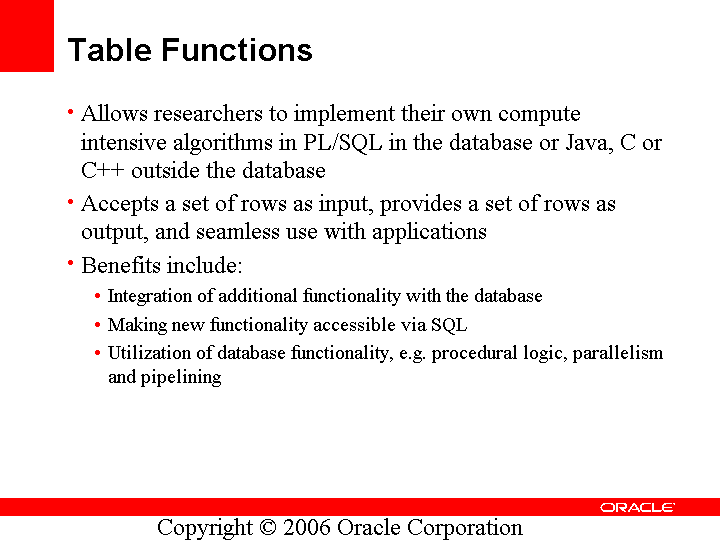 Table Functions
• Allows researchers to implement their own compute
intensive algorithms in PL/SQL in the database or Java, C or
C++ outside the database
• Accepts a set of rows as input, provides a set of rows as
output, and seamless use with applications
• Benefits include:
• Integration of additional functionality with the database
• Making new functionality accessible via SQL
• Utilization of database functionality, e.g. procedural logic, parallelism
and pipelining
ORACLE
Copyright © 2006 Oracle Corporation